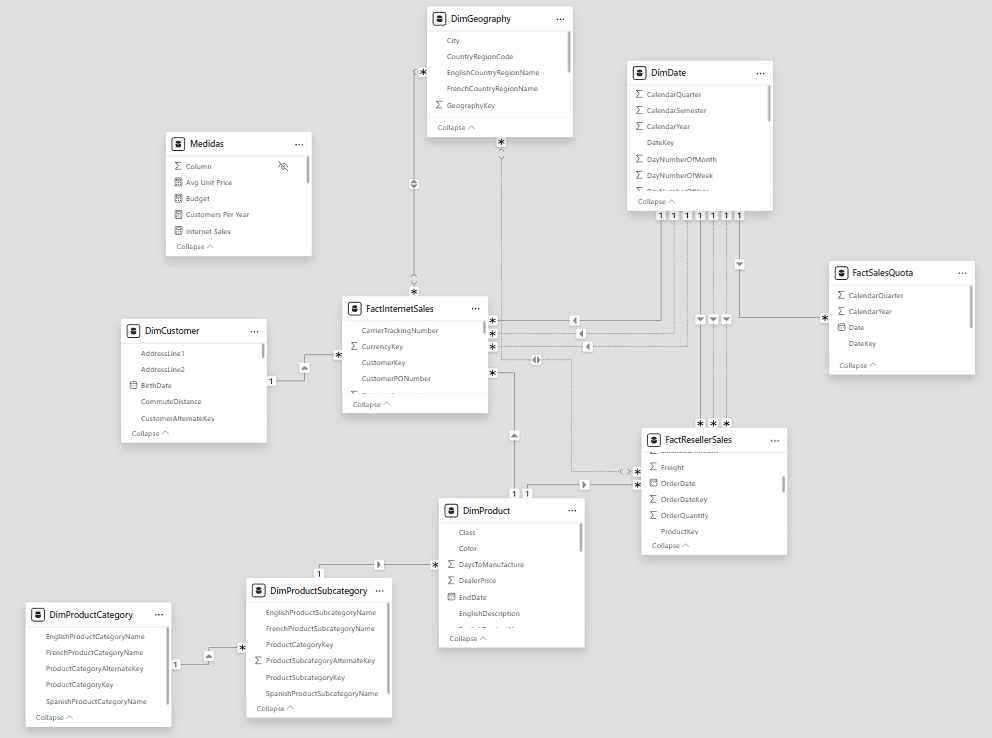 DimGeography
City
CountryRegionCode
EnglishCountryRegionName
FrenchCountryRegionName
GeographyKey
Collapse
DimDate
CalendarQuarter
CalendarSemester
CalendarYear
DateKey
DayNumberOfMonth
DayNumberOfWeek
Collapse
Medidas
Column
Avg Unit Price
Budget
Customers Per Year
Internet Sales
Collapse
FactSalesQuota
CalendarQuarter
CalendarYear
Date
DateKey
Collapse
FactInternetSales
CarrierTrackingNumber
CurrencyKey
CustomerKey
CustomerPONumber
Collapse
DimCustomer
AddressLine1
AddressLine2
BirthDate
CommuteDistance
CustomerAlternateKey
Collapse
FactResellerSales
Freight
OrderDate
OrderDateKey
OrderQuantity
ProductKey
Collapse
DimProduct
Class
Color
DaysToManufacture
DealerPrice
EndDate
EnglishDescription
Collapse
DimProductSubcategory
EnglishProductSubcategoryName
FrenchProductSubcategoryName
ProductCategoryKey
ProductSubcategoryAlternateKey
ProductSubcategoryKey
SpanishProductSubcategoryName
Collapse
DimProductCategory
EnglishProductCategoryName
FrenchProductCategoryName
ProductCategoryAlternateKey
ProductCategoryKey
SpanishProductCategoryName
Collapse